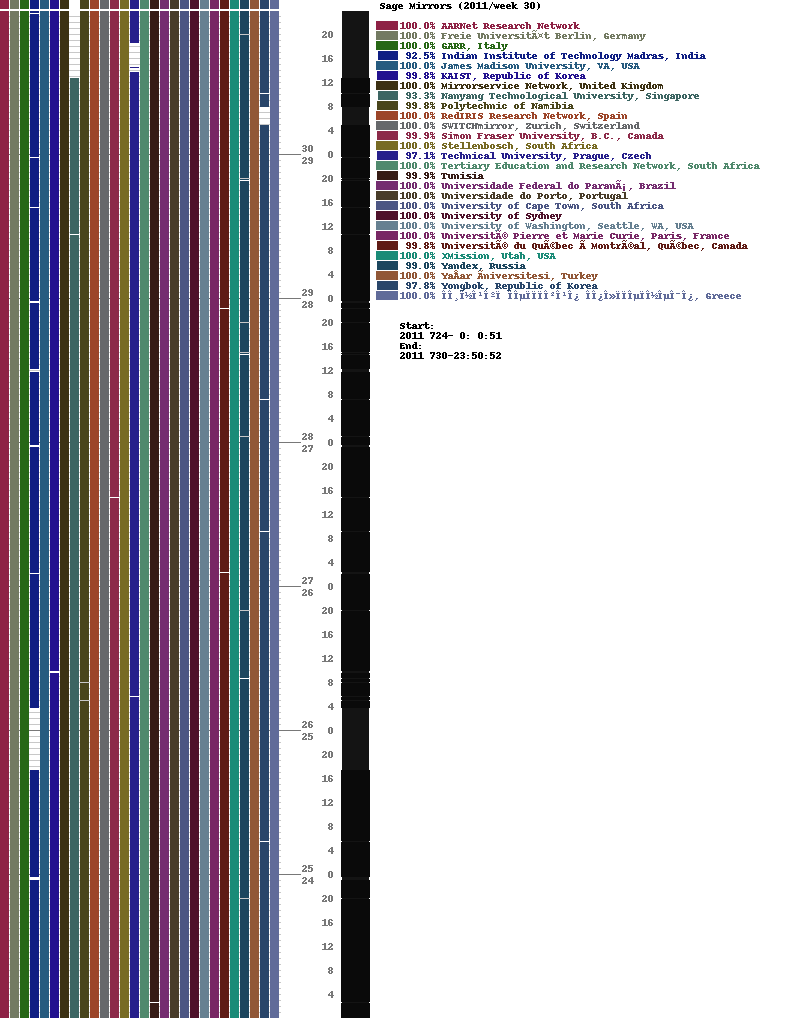 Sage Mirrors (2011/week 30)
100.0% AARNet Research Network
100.0% Freie UniversitÃ¤t Berlin, Germany
100.0% GARR, Italy
92.5% Indian Institute of Technology Madras, India
100.0% James Madison University, VA, USA
99.8% KAIST, Republic of Korea
100.0% Mirrorservice Network, United Kingdom
93.3% Nanyang Technological University, Singapore
99.8% Polytechnic of Namibia
100.0% RedIRIS Research Network, Spain
100.0% SWITCHmirror, Zurich, Switzerland
99.9% Simon Fraser University, B.C., Canada
100.0% Stellenbosch, South Africa
97.1% Technical University, Prague, Czech
100.0% Tertiary Education and Research Network, South Africa
99.9% Tunisia
100.0% Universidade Federal do ParanÃ¡, Brazil
100.0% Universidade do Porto, Portugal
100.0% University of Cape Town, South Africa
100.0% University of Sydney
100.0% University of Washington, Seattle, WA, USA
100.0% UniversitÃ© Pierre et Marie Curie, Paris, France
99.8% UniversitÃ© du QuÃ©bec Ã MontrÃ©al, QuÃ©bec, Canada
100.0% XMission, Utah, USA
99.0% Yandex, Russia
100.0% YaÅar Ãniversitesi, Turkey
97.8% Yongbok, Republic of Korea
100.0% Greece
Start:
2011 724- 0: 0:51
End:
2011 730-23:50:52
20
16
12
8
4
30
0
29
20
16
12
8
4
29
0
28
20
16
12
8
4
28
0
27
20
16
12
8
4
27
0
26
20
16
12
8
4
26
0
25
20
16
12
8
4
25
0
24
20
16
12
8
4